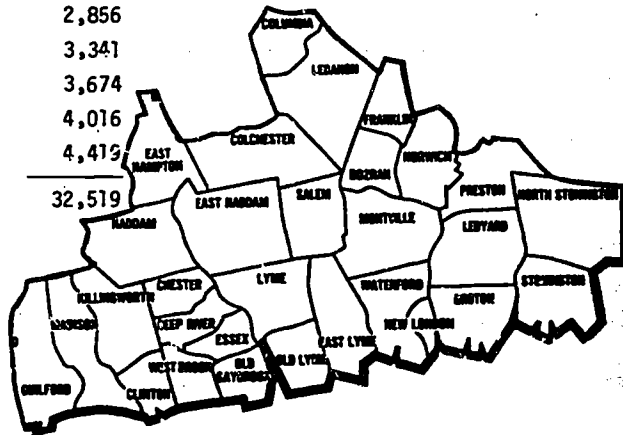 2,856
3,341
3,674
4,016
4,419
32,519
COLUMBIA
LEBANON
FRANKLIN
COLCHESTER
NORWICH
EAST HAMPTON
BOZRAH
PRESTON
NORTH STONINGTON
EAST HADDAM
SALEM
HADDAM
MONTVILLE
LEDYARD
LYME
CHESTER
WATERFORD
STONINGTON
KILLINGWORTH
GROTON
MADISON
DEEP RIVER
NEW LONDON
ESSEX
EAST LYME
OLD LYME
WESTBROOK
OLD SAYBROOK
GUILFORD
CLINTON